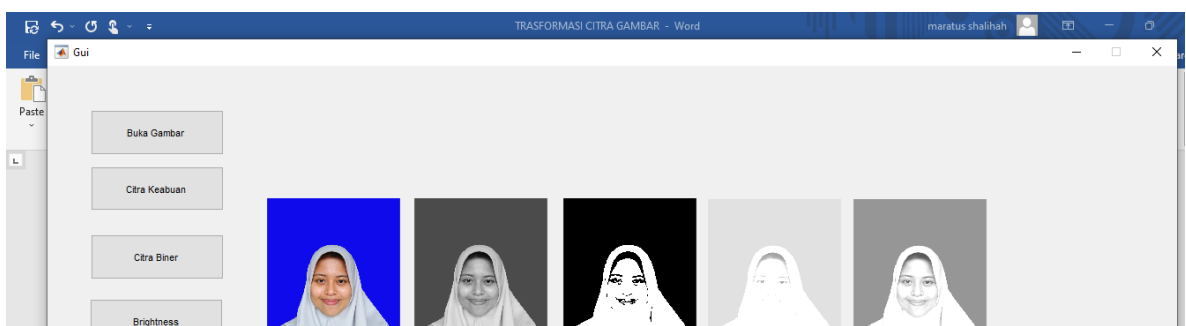 TRASFORMASI CITRA GAMBAR - Word
maratus shalihah
File
Gui
Paste
Buka Gambar
Citra Keabuan
Citra Biner
Brightness